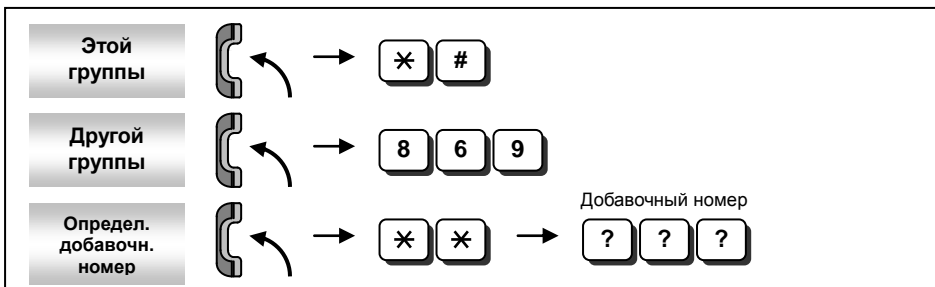 Этой
группы
* #
Другой
группы
8 6 9
Добавочный номер
Определ.
добавочн.
номер
* * ? ? ?